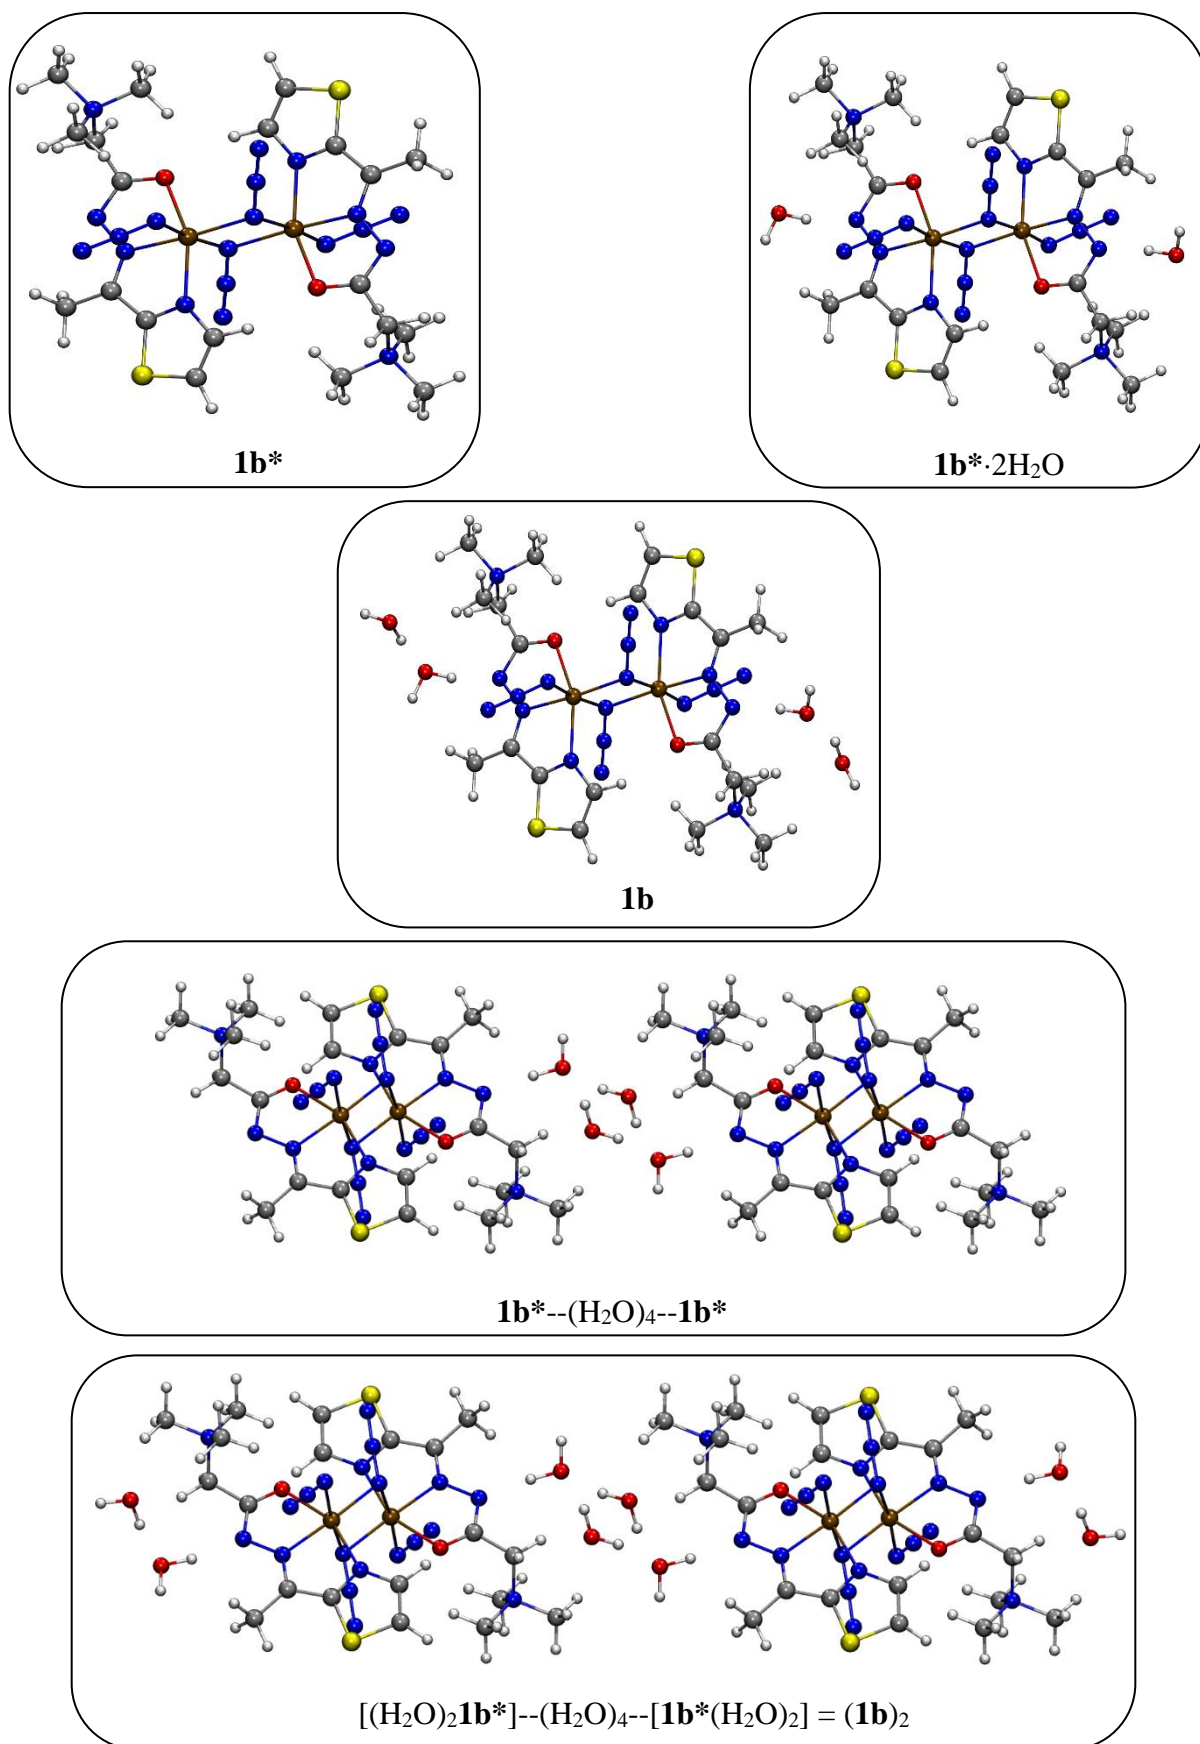 1b*
1b*·2H₂O
1b
1b*--(H₂O)₄--1b*
[(H₂O)₂1b*]--(H₂O)₄--[1b*(H₂O)₂] = (1b)₂